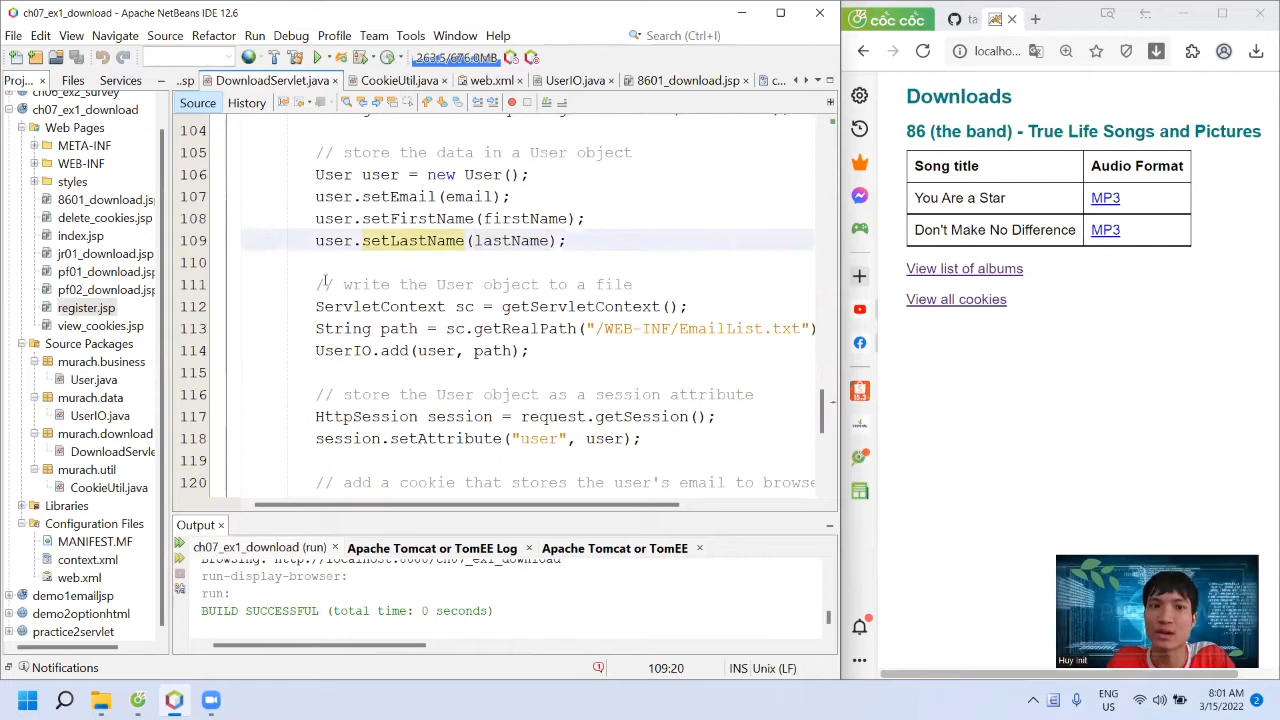 ch07_ex1_download - Apache NetBeans IDE 12.6
File Edit View Navigate Source Refactor Run Debug Profile Team Tools Window Help
Search (Ctrl+I)
263.5/676.0MB
Proj... Files Services
...sp DownloadServlet.java CookieUtil.java web.xml UserIO.java 8601_download.jsp c...
Source History
ch06_ex2_survey
ch07_ex1_download
Web Pages
META-INF
WEB-INF
styles
8601_download.jsp
delete_cookies.jsp
index.jsp
jr01_download.jsp
pf01_download.jsp
pf02_download.jsp
register.jsp
view_cookies.jsp
Source Packages
murach.business
User.java
murach.data
UserIO.java
murach.download
DownloadServle
murach.util
CookieUtil.java
Libraries
Configuration Files
MANIFEST.MF
context.xml
web.xml
demo1emailjsp
demo2sessionhtml
practice2servlet
104
105 // store the data in a User object
106 User user = new User();
107 user.setEmail(email);
108 user.setFirstName(firstName);
109 user.setLastName(lastName);
110
111 // write the User object to a file
112 ServletContext sc = getServletContext();
113 String path = sc.getRealPath("/WEB-INF/EmailList.txt")
114 UserIO.add(user, path);
115
116 // store the User object as a session attribute
117 HttpSession session = request.getSession();
118 session.setAttribute("user", user);
119
120 // add a cookie that stores the user's email to browse
Output
ch07_ex1_download (run) Apache Tomcat or TomEE Log Apache Tomcat or TomEE
Browsing: http://localhost:8080/ch07_ex1_download
run-display-browser:
run:
BUILD SUCCESSFUL (total time: 0 seconds)
Notifications
109:20 INS Unix (LF)
CỐC CỐC
ta
localho...
Downloads
86 (the band) - True Life Songs and Pictures
Song title Audio Format
You Are a Star MP3
Don't Make No Difference MP3
View list of albums
View all cookies
Huy Init
ENG
US
8:01 AM
3/15/2022
2